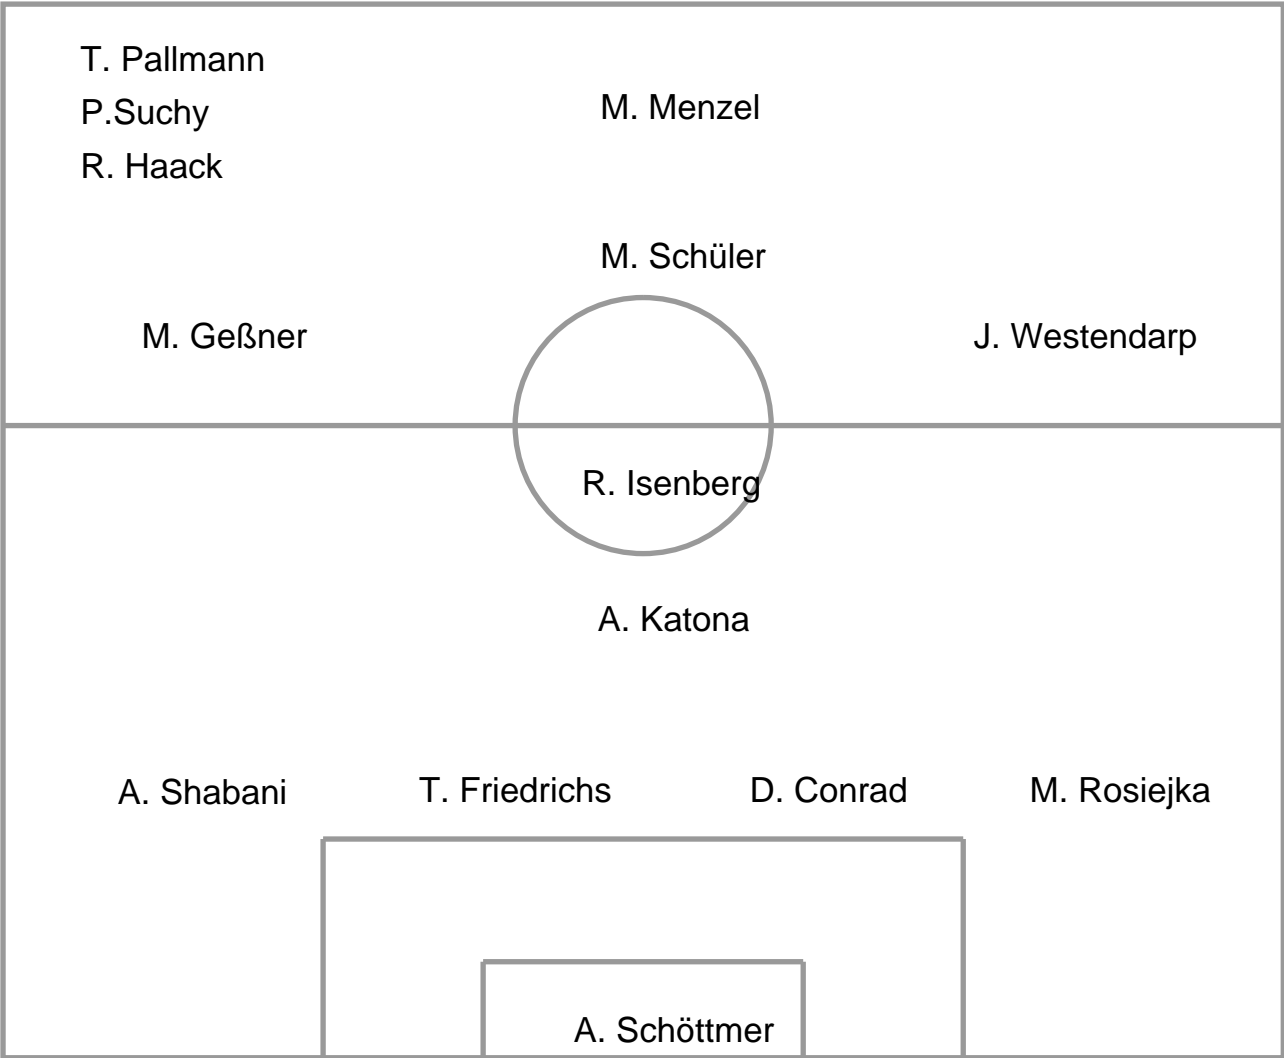 T. Pallmann
P.Suchy
R. Haack
M. Menzel
M. Schüler
M. Geßner
J. Westendarp
R. Isenberg
A. Katona
A. Shabani
T. Friedrichs
D. Conrad
M. Rosiejka
A. Schöttmer